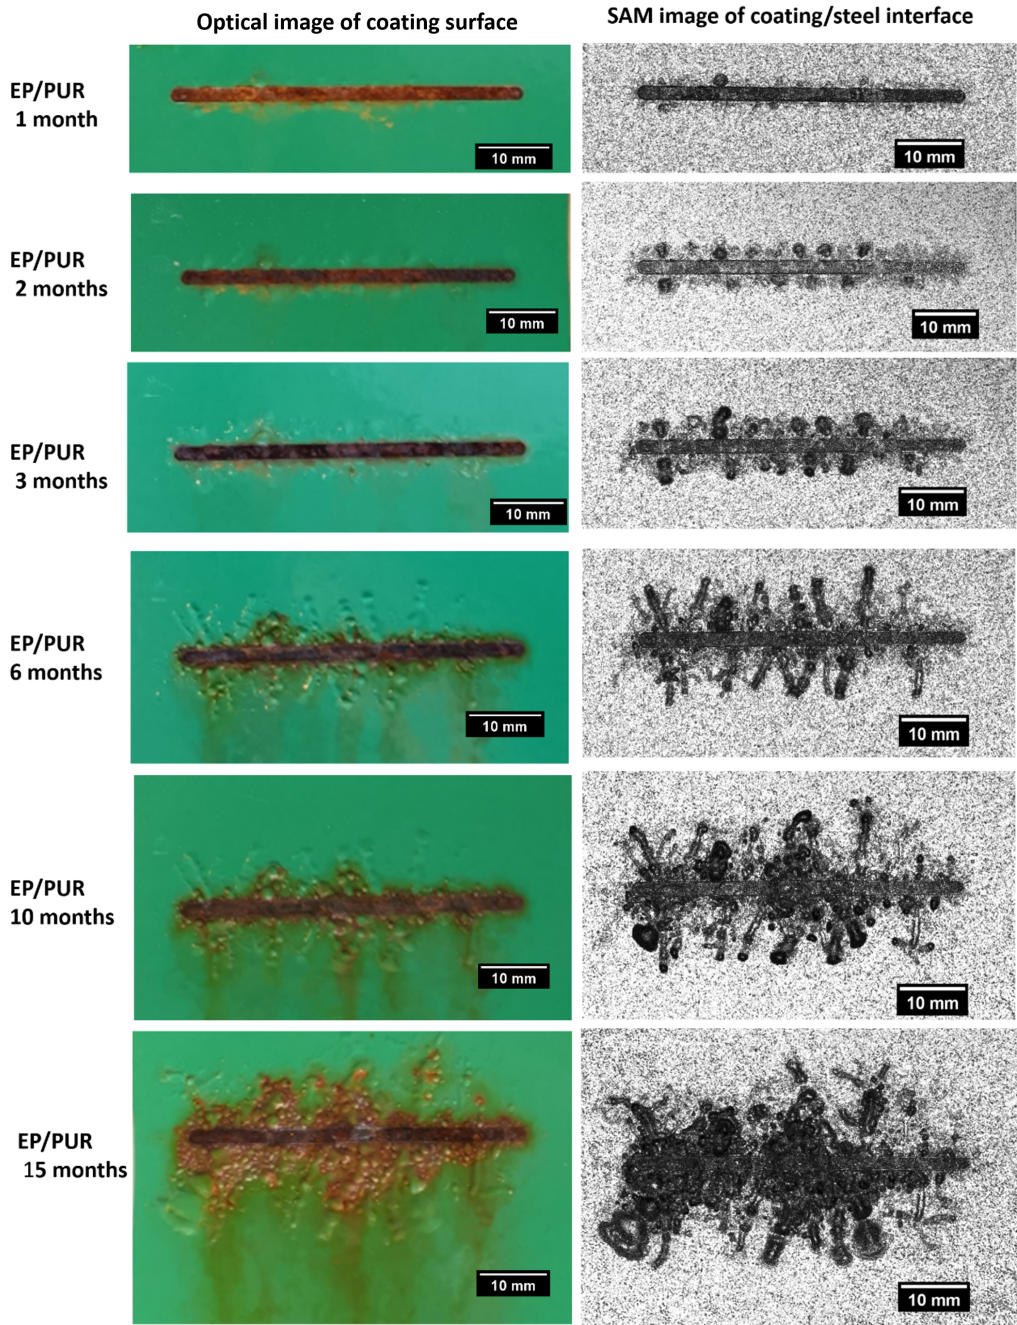 Optical image of coating surface
SAM image of coating/steel interface
EP/PUR
1 month
10 mm
10 mm
EP/PUR
2 months
10 mm
10 mm
EP/PUR
3 months
10 mm
10 mm
EP/PUR
6 months
10 mm
10 mm
EP/PUR
10 months
10 mm
10 mm
EP/PUR
15 months
10 mm
10 mm